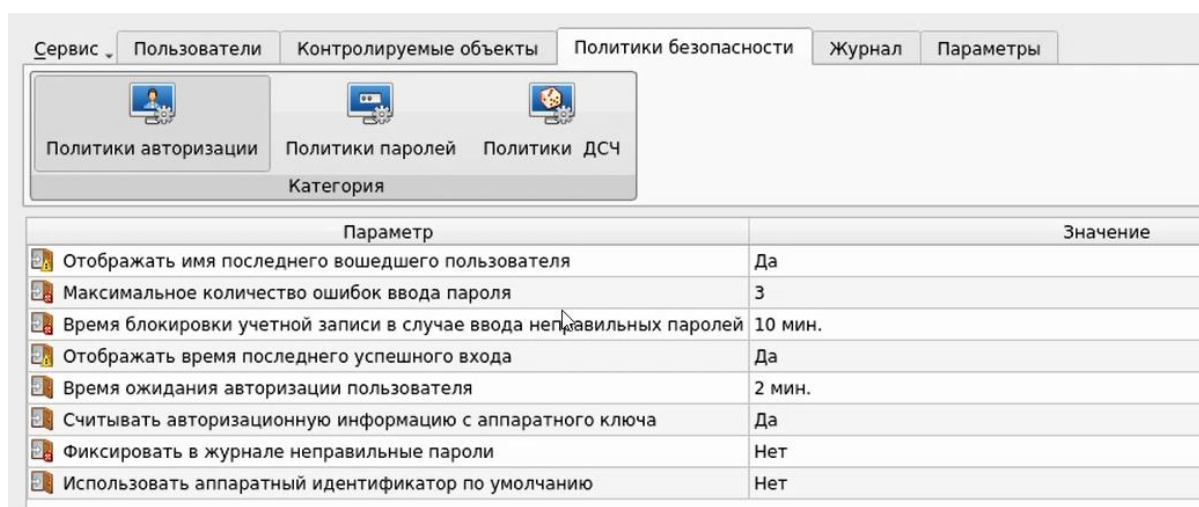 Сервис Пользователи Контролируемые объекты Политики безопасности Журнал Параметры
Политики авторизации Политики паролей Политики ДСЧ
Категория
Параметр Значение
Отображать имя последнего вошедшего пользователя Да
Максимальное количество ошибок ввода пароля 3
Время блокировки учетной записи в случае ввода неправильных паролей 10 мин.
Отображать время последнего успешного входа Да
Время ожидания авторизации пользователя 2 мин.
Считывать авторизационную информацию с аппаратного ключа Да
Фиксировать в журнале неправильные пароли Нет
Использовать аппаратный идентификатор по умолчанию Нет